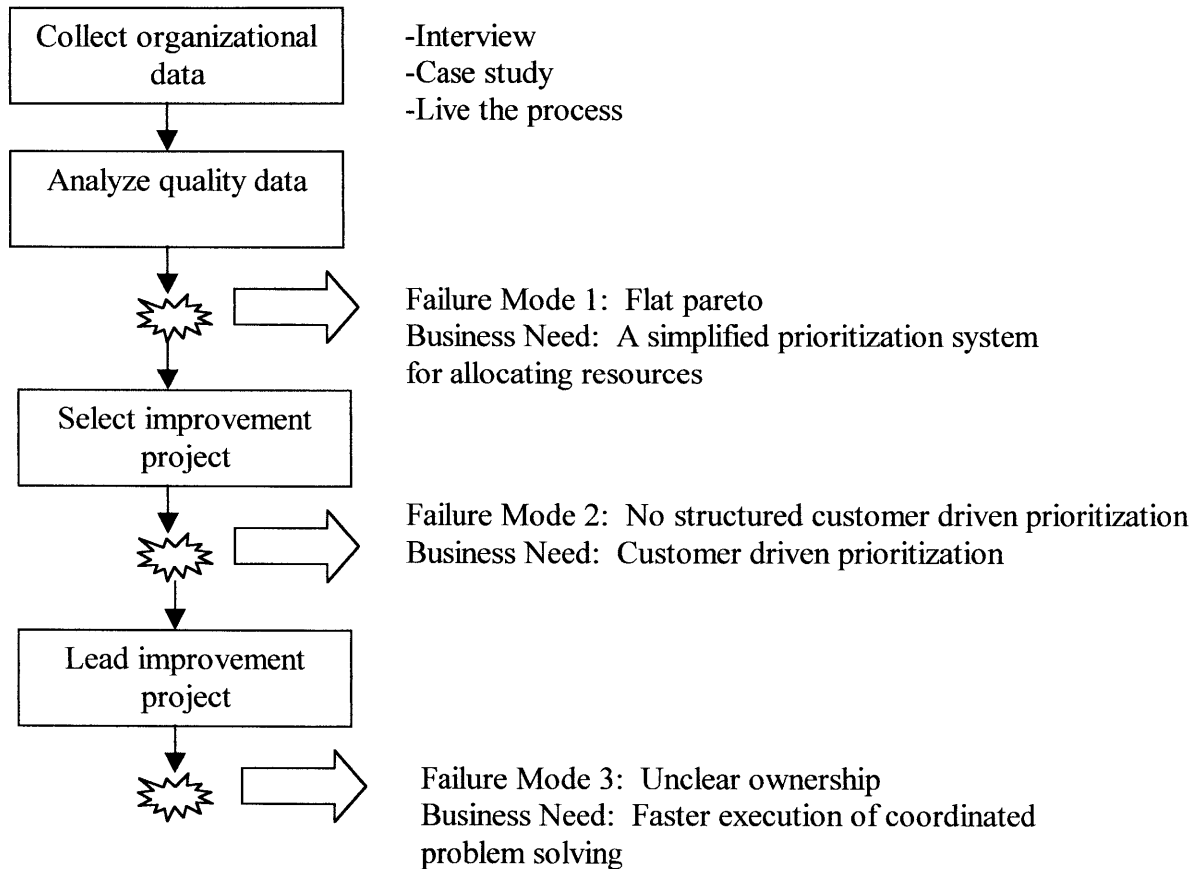 Collect organizational
data
-Interview
-Case study
-Live the process
Analyze quality data
Failure Mode 1:  Flat pareto
Business Need:  A simplified prioritization system
for allocating resources
Select improvement
project
Failure Mode 2:  No structured customer driven prioritization
Business Need:  Customer driven prioritization
Lead improvement
project
Failure Mode 3:  Unclear ownership
Business Need:  Faster execution of coordinated
problem solving